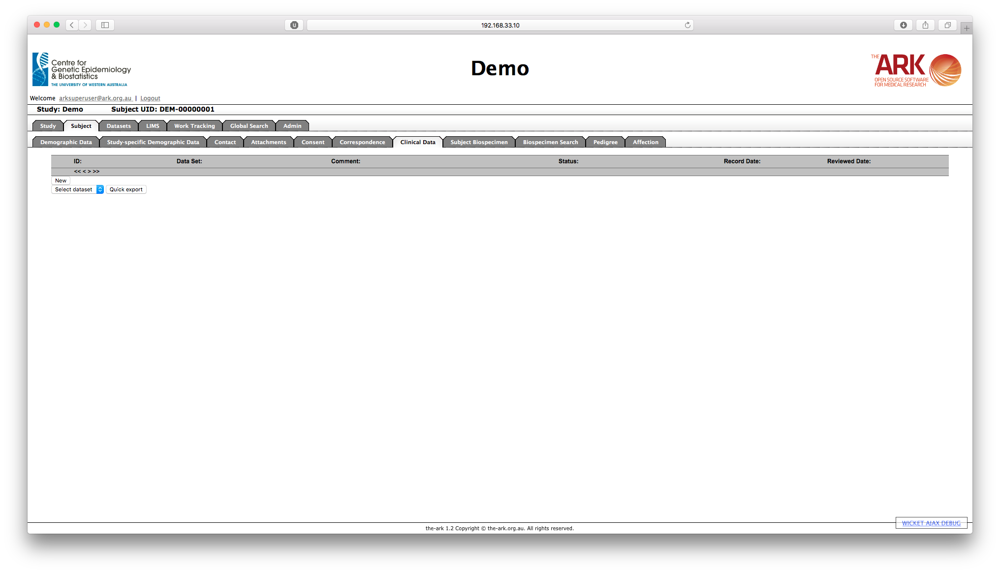 192.168.33.10
Centre for
Genetic Epidemiology
& Biostatistics
THE UNIVERSITY OF WESTERN AUSTRALIA
Demo
THE ARK
OPEN SOURCE SOFTWARE
FOR MEDICAL RESEARCH
Welcome arksuperuser@ark.org.au | Logout
Study: Demo Subject UID: DEM-00000001
Study Subject Datasets LIMS Work Tracking Global Search Admin
Demographic Data Study-specific Demographic Data Contact Attachments Consent Correspondence Clinical Data Subject Biospecimen Biospecimen Search Pedigree Affection
ID: Data Set: Comment: Status: Record Date: Reviewed Date:
<< < > >>
New
Select dataset Quick export
WICKET AJAX DEBUG
the-ark 1.2 Copyright © the-ark.org.au. All rights reserved.